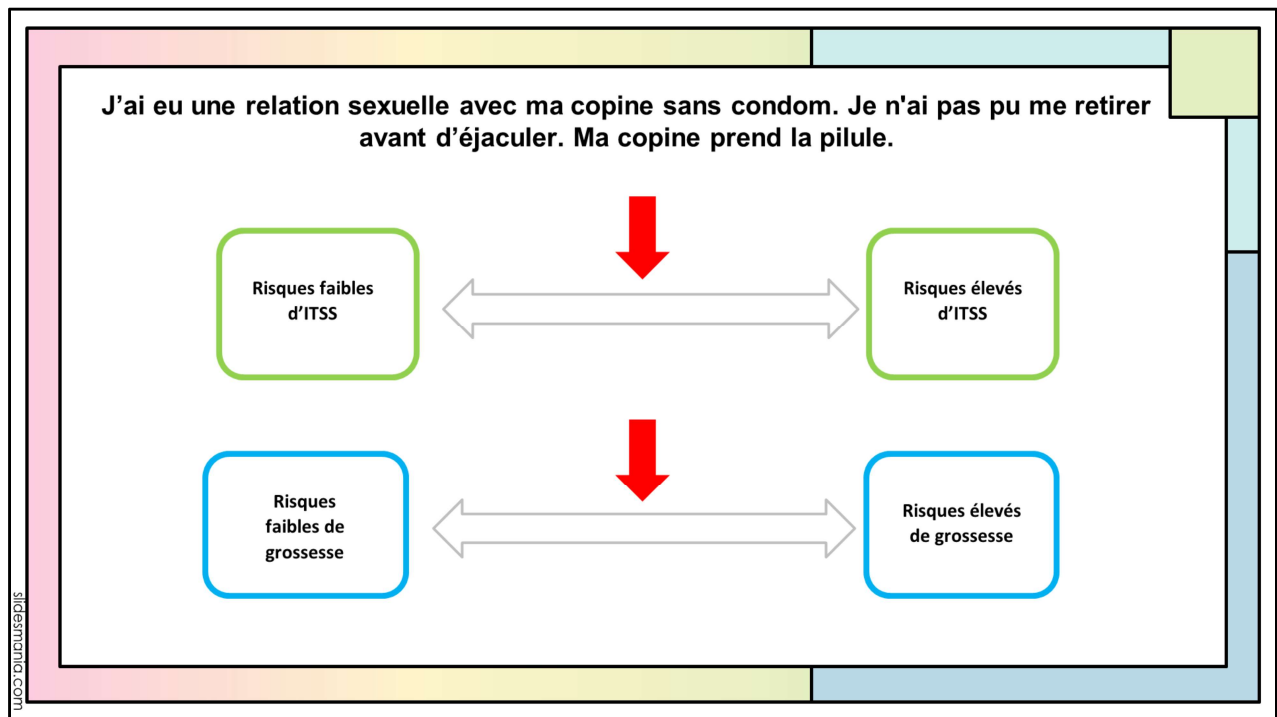 J’ai eu une relation sexuelle avec ma copine sans condom. Je n'ai pas pu me retirer
avant d’éjaculer. Ma copine prend la pilule.
Risques faibles
d’ITSS
Risques élevés
d’ITSS
Risques
faibles de
grossesse
Risques élevés
de grossesse
slidesmania.com